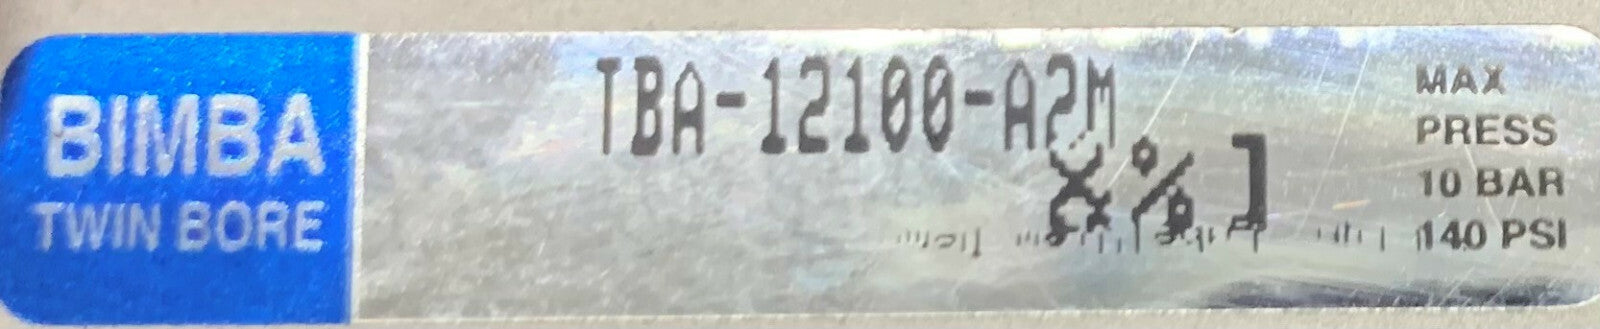 BIMBA
TWIN BORE
TBA-12100-A2M
MAX
PRESS
10 BAR
140 PSI